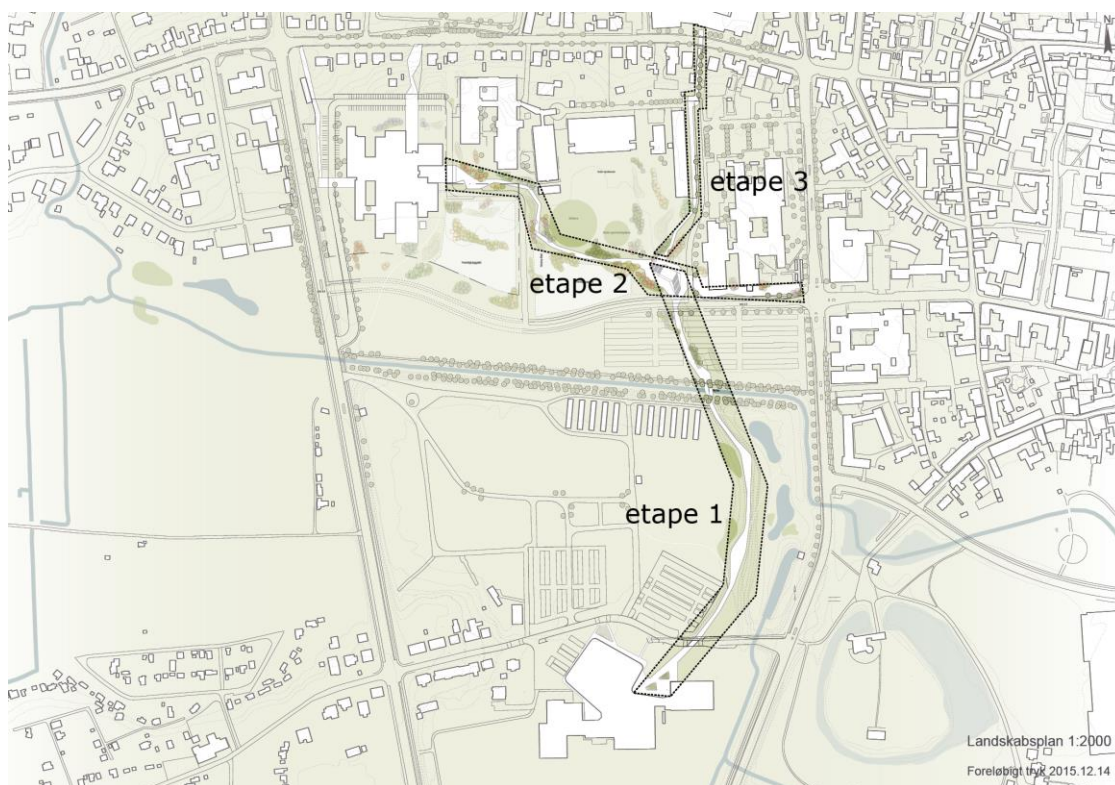 etape 3
etape 2
etape 1
Landskabsplan 1:2000
Foreløbigt tryk 2015.12.14